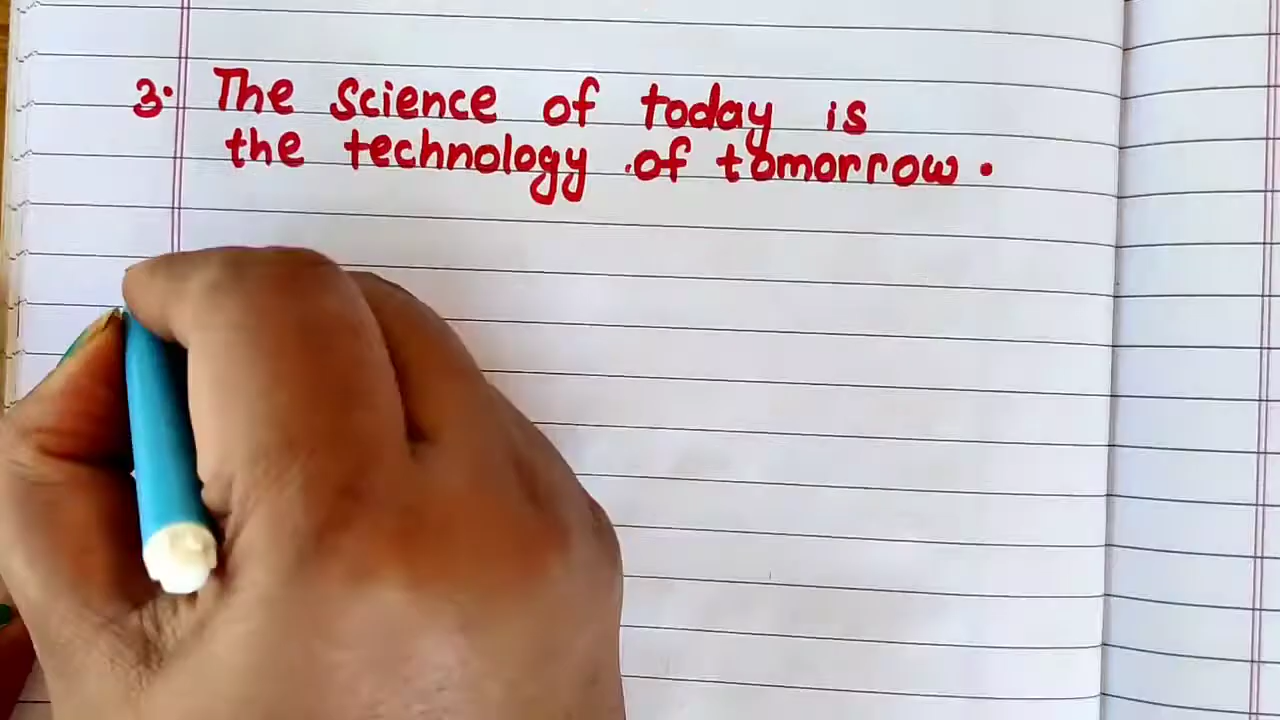 3. The Science of today is
the technology of tomorrow.